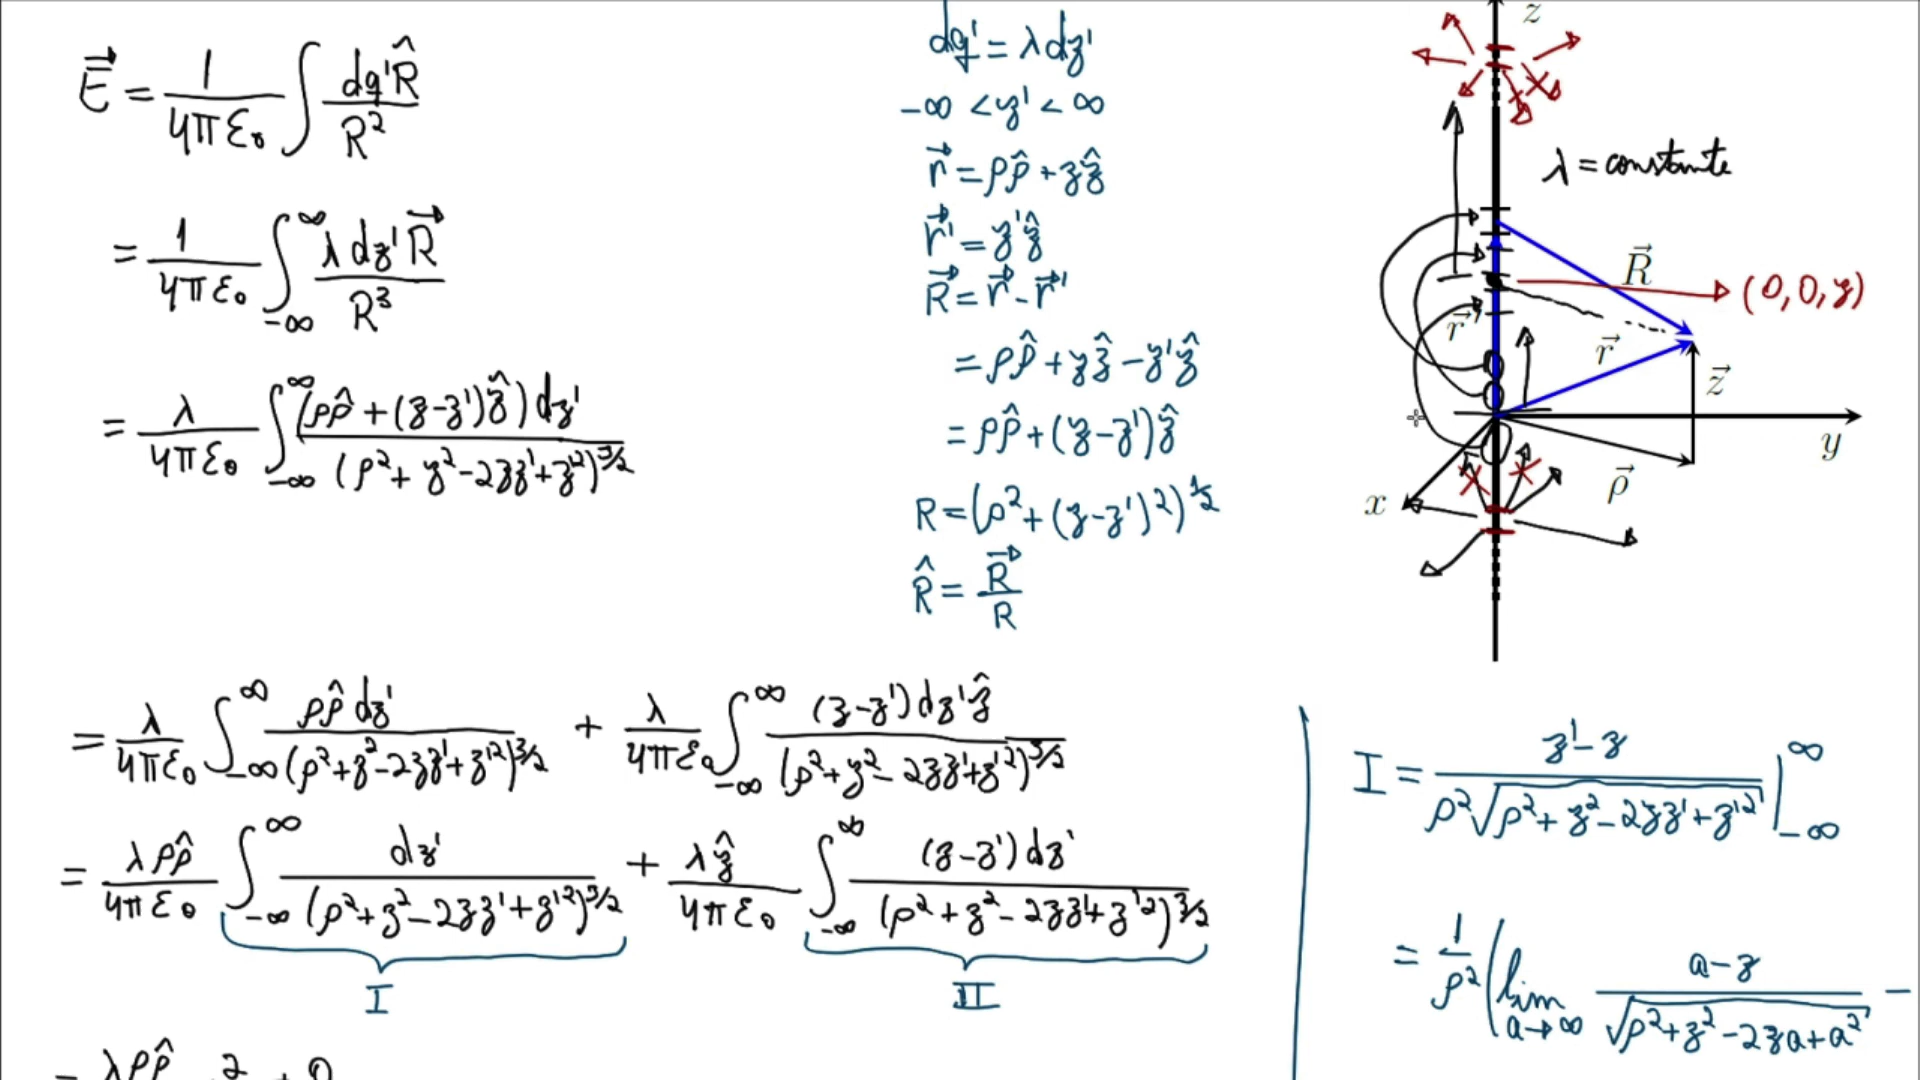 E⃗ = 1/(4πε₀) ∫ dq' R̂ / R²
= 1/(4πε₀) ∫_{-∞}^{∞} λ dz' R⃗ / R³
= λ/(4πε₀) ∫_{-∞}^{∞} (ρρ̂ + (z-z')ẑ) dz' / (ρ² + z² - 2zz' + z'²)^{3/2}
= λ/(4πε₀) ∫_{-∞}^{∞} ρρ̂ dz' / (ρ² + z² - 2zz' + z'²)^{3/2} + λ/(4πε₀) ∫_{-∞}^{∞} (z-z') dz' ẑ / (ρ² + z² - 2zz' + z'²)^{3/2}
= λρρ̂/(4πε₀) ∫_{-∞}^{∞} dz' / (ρ² + z² - 2zz' + z'²)^{3/2} + λẑ/(4πε₀) ∫_{-∞}^{∞} (z-z') dz' / (ρ² + z² - 2zz' + z'²)^{3/2}
I II
dq' = λ dz'
-∞ < z' < ∞
r⃗ = ρρ̂ + zẑ
r⃗' = z'ẑ
R⃗ = r⃗ - r⃗'
= ρρ̂ + zẑ - z'ẑ
= ρρ̂ + (z-z')ẑ
R = (ρ² + (z-z')²)^{1/2}
R̂ = R⃗ / R
z
λ = constante
R⃗
(0, 0, z)
r⃗'
r⃗
z⃗
y
x
ρ⃗
I = (z'-z) / (ρ²√(ρ² + z² - 2zz' + z'²)) |_{-∞}^{∞}
= 1/ρ² ( lim_{a→∞} (a-z) / √(ρ² + z² - 2za + a²) -